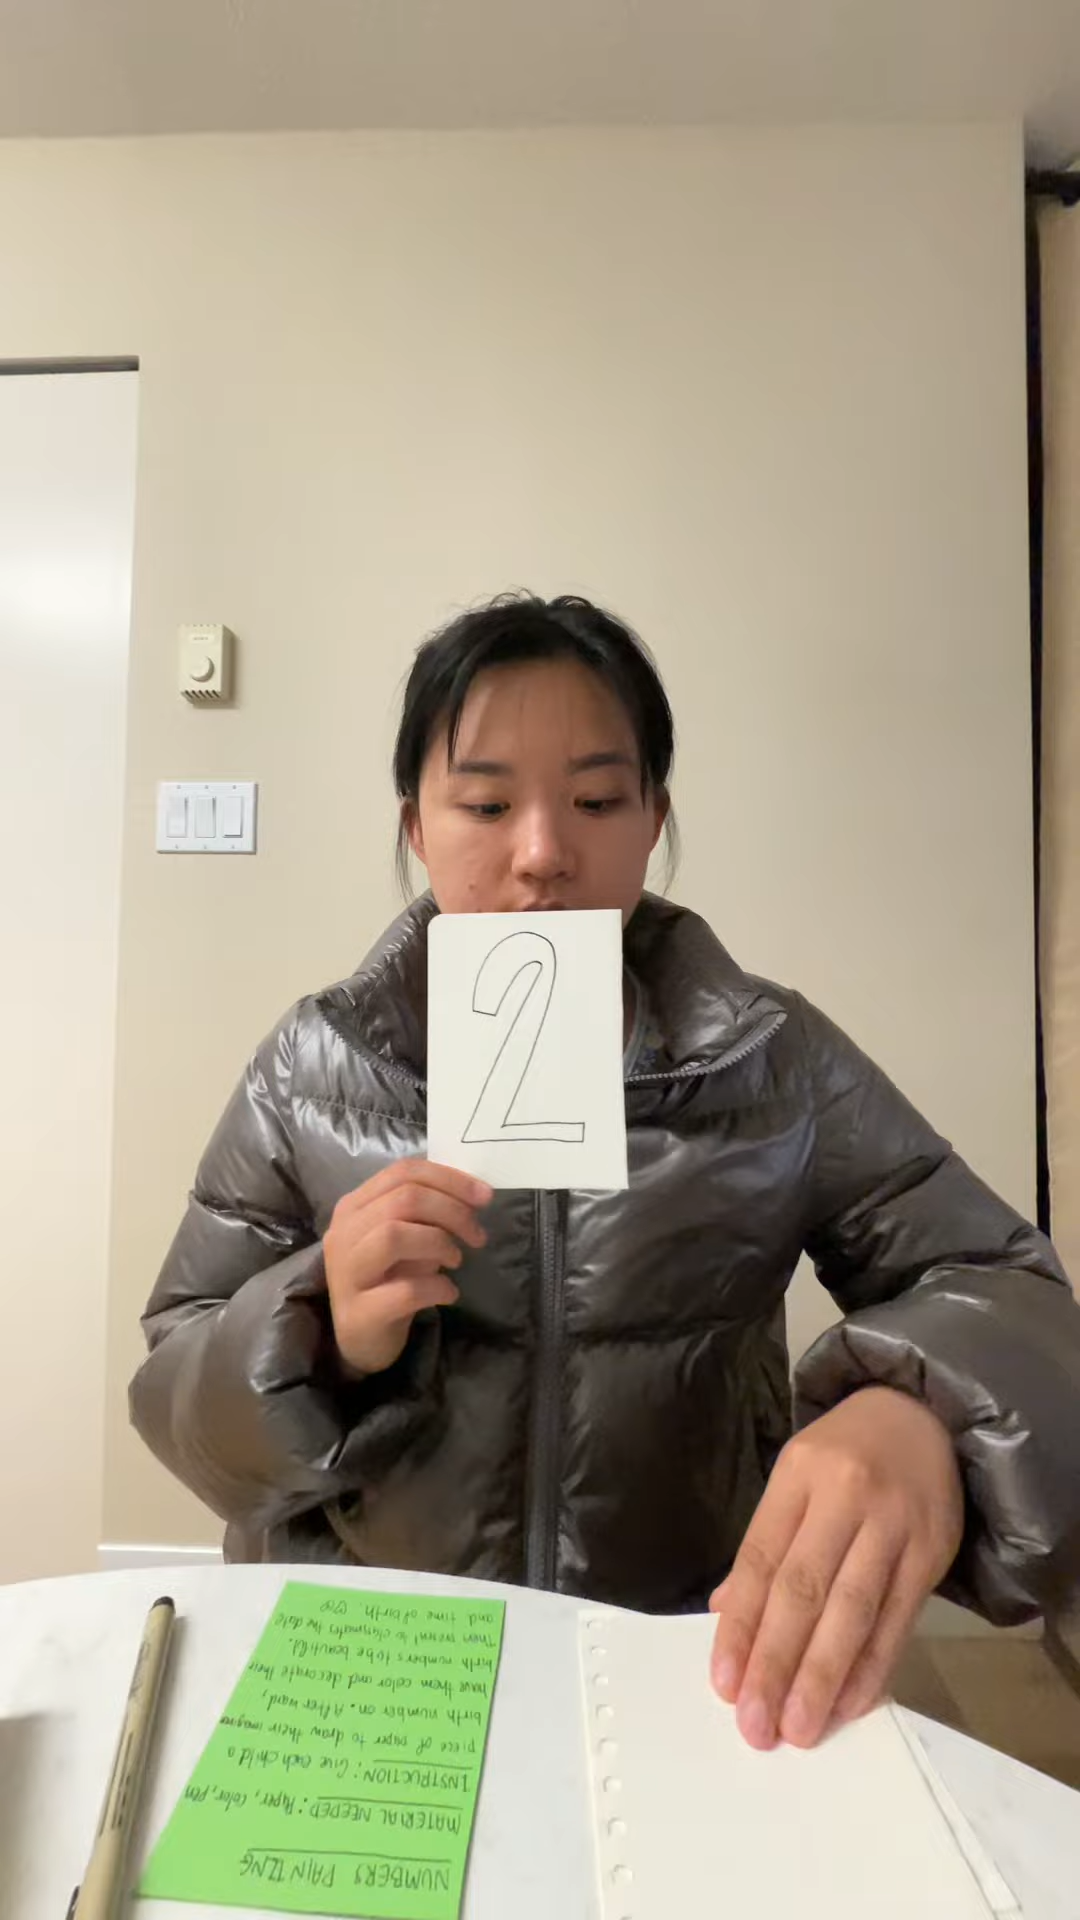 2
NUMBERS PAINTING
MATERIAL NEEDED: Paper, color, pen
INSTRUCTION: Give each child a
piece of paper to draw their imagine
birth number on. Afterward,
have them color and decorate their
birth numbers to be beautiful.
Then present to classmates the date
and time of birth.